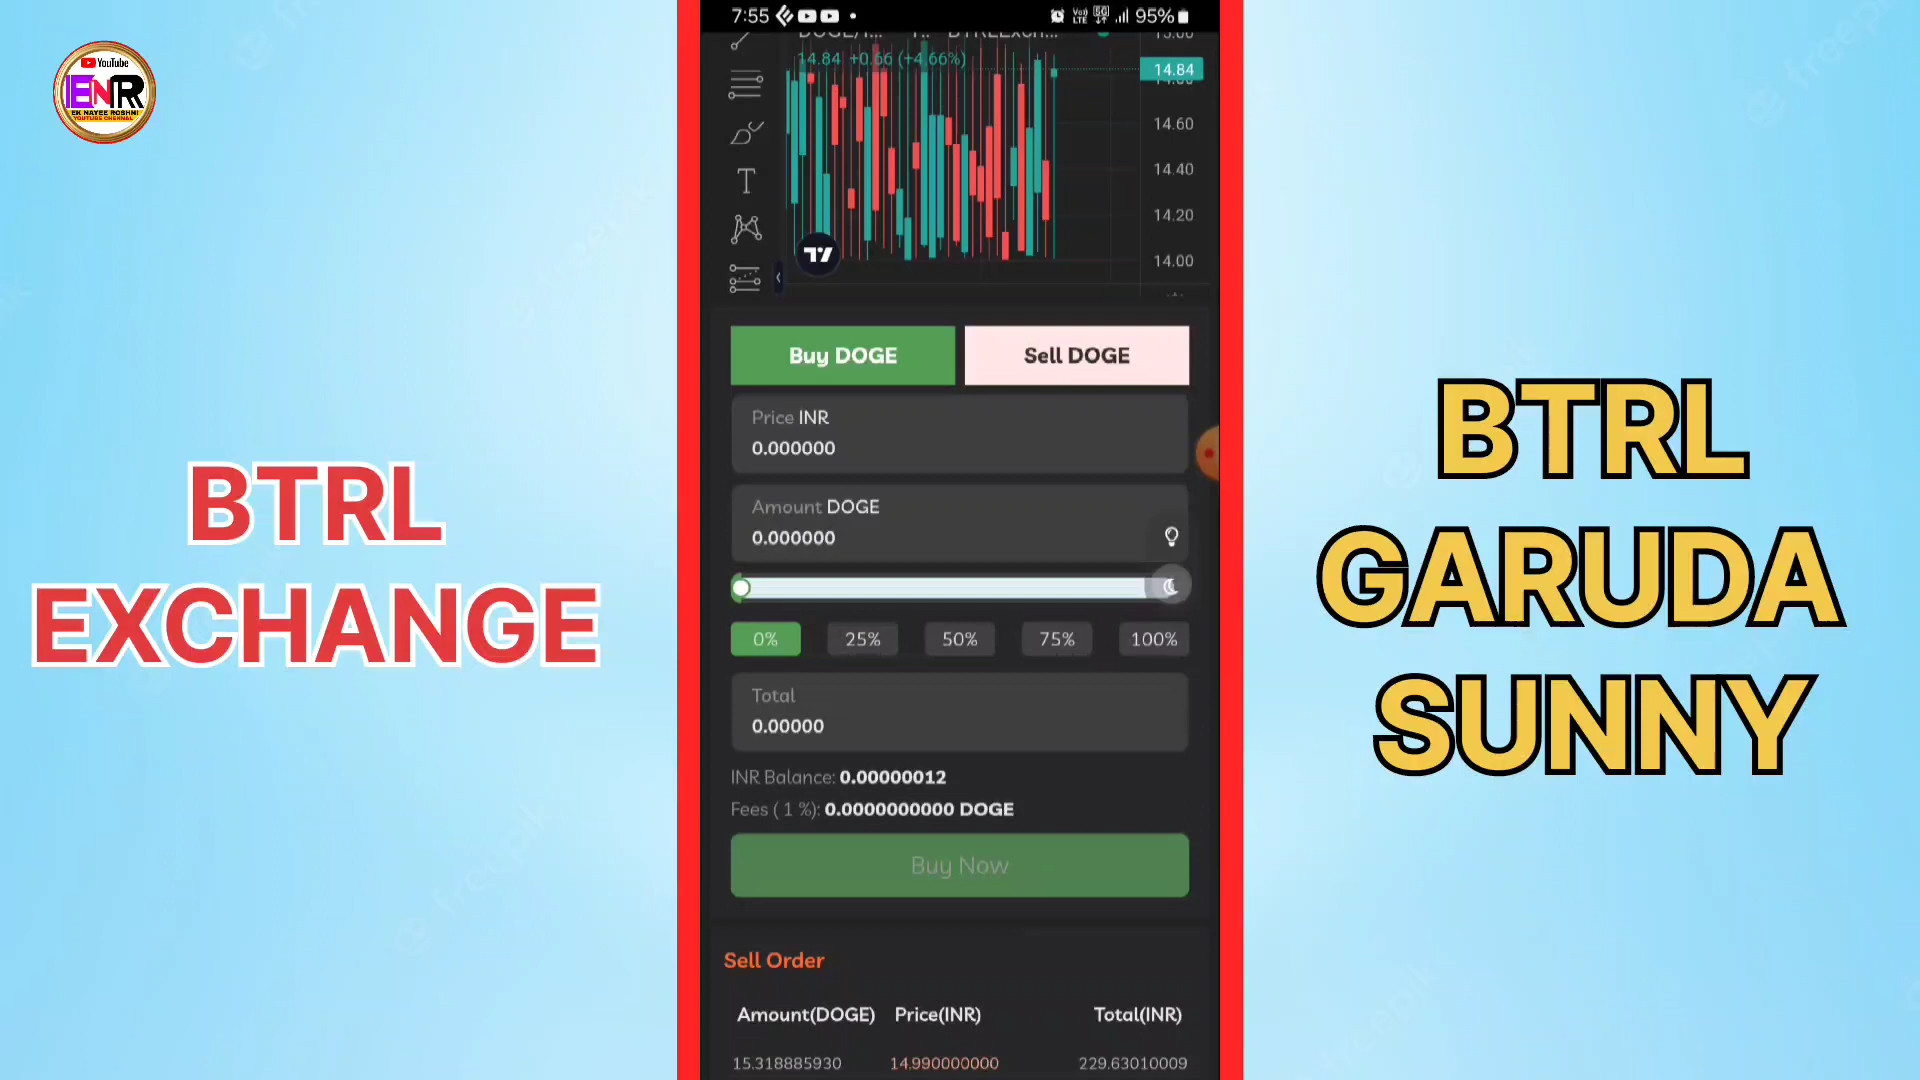 YouTube
ENR
EK NAYEE ROSHNI
YOUTUBE CHENNAL
BTRL
EXCHANGE
7:55
95%
14.84 +0.66 (+4.66%)
14.84
14.60
14.40
14.20
14.00
Buy DOGE
Sell DOGE
Price INR
0.000000
Amount DOGE
0.000000
0% 25% 50% 75% 100%
Total
0.00000
INR Balance: 0.00000012
Fees ( 1 %): 0.0000000000 DOGE
Buy Now
Sell Order
Amount(DOGE) Price(INR) Total(INR)
15.318885930 14.990000000 229.63010009
BTRL
GARUDA
SUNNY